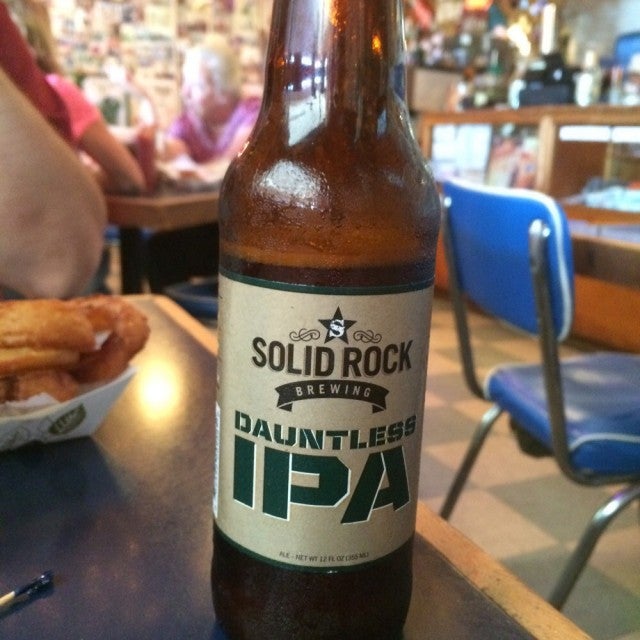 S
SOLID ROCK
BREWING
DAUNTLESS
IPA
ALE - NET WT 12 FL OZ (355 ML)